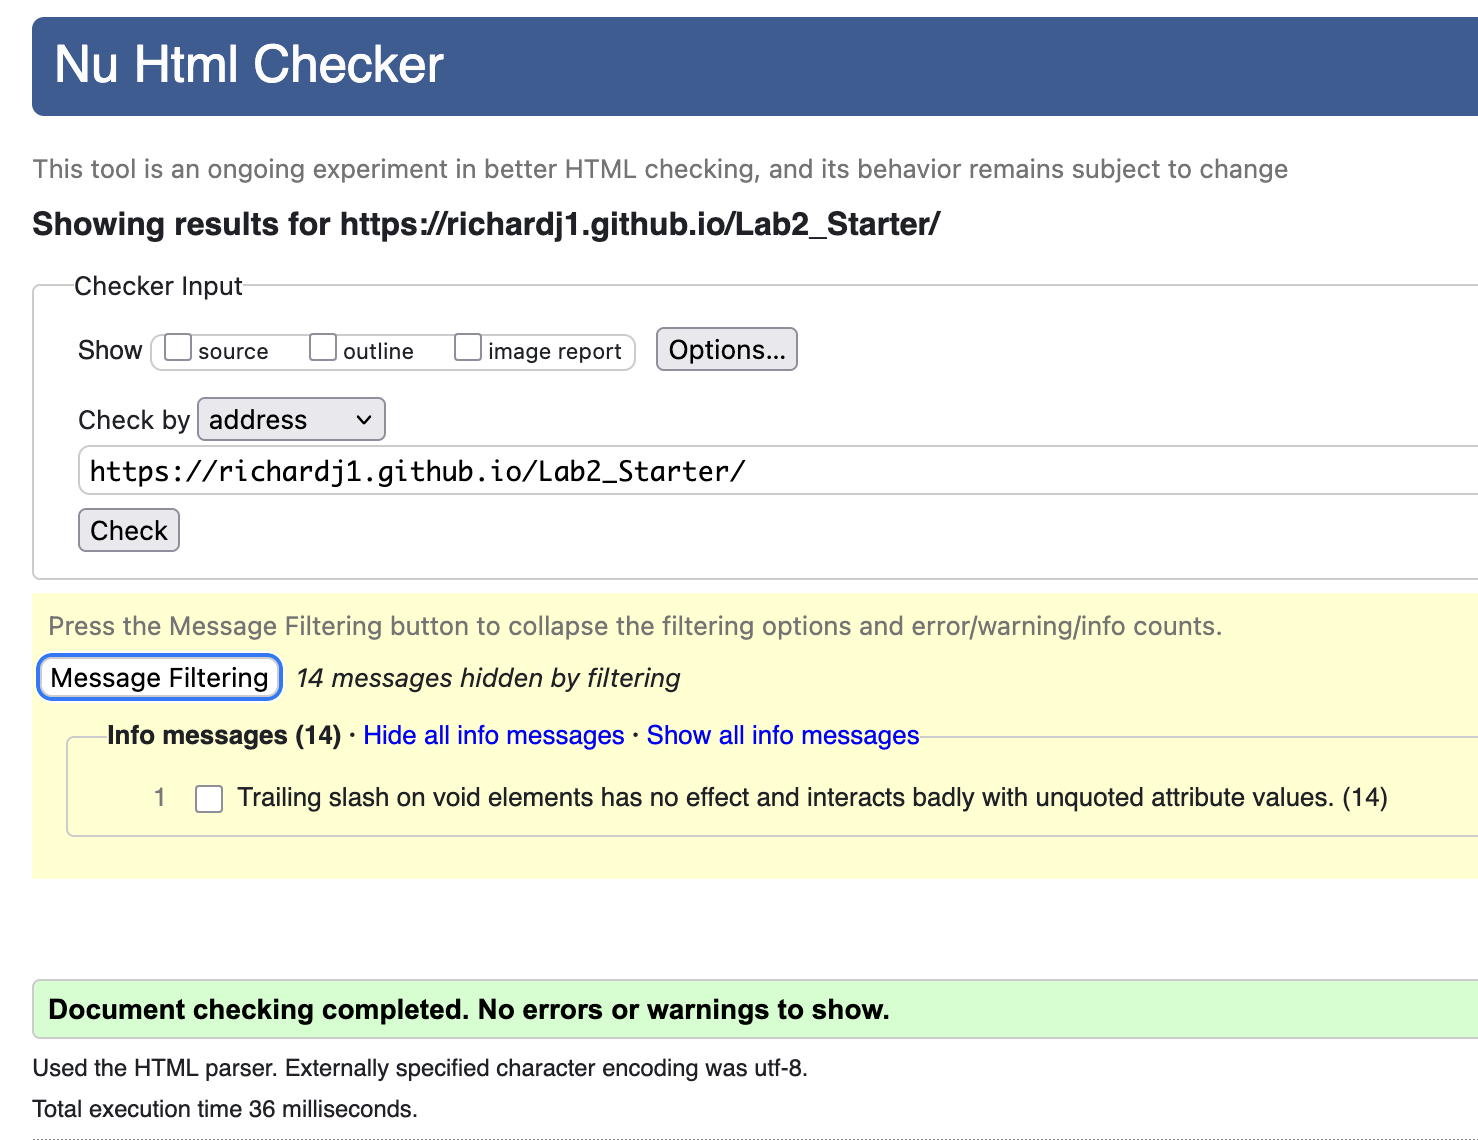 Nu Html Checker
This tool is an ongoing experiment in better HTML checking, and its behavior remains subject to change
Showing results for https://richardj1.github.io/Lab2_Starter/
Checker Input
Show source outline image report Options...
Check by address
https://richardj1.github.io/Lab2_Starter/
Check
Press the Message Filtering button to collapse the filtering options and error/warning/info counts.
Message Filtering 14 messages hidden by filtering
Info messages (14) · Hide all info messages · Show all info messages
1 Trailing slash on void elements has no effect and interacts badly with unquoted attribute values. (14)
Document checking completed. No errors or warnings to show.
Used the HTML parser. Externally specified character encoding was utf-8.
Total execution time 36 milliseconds.